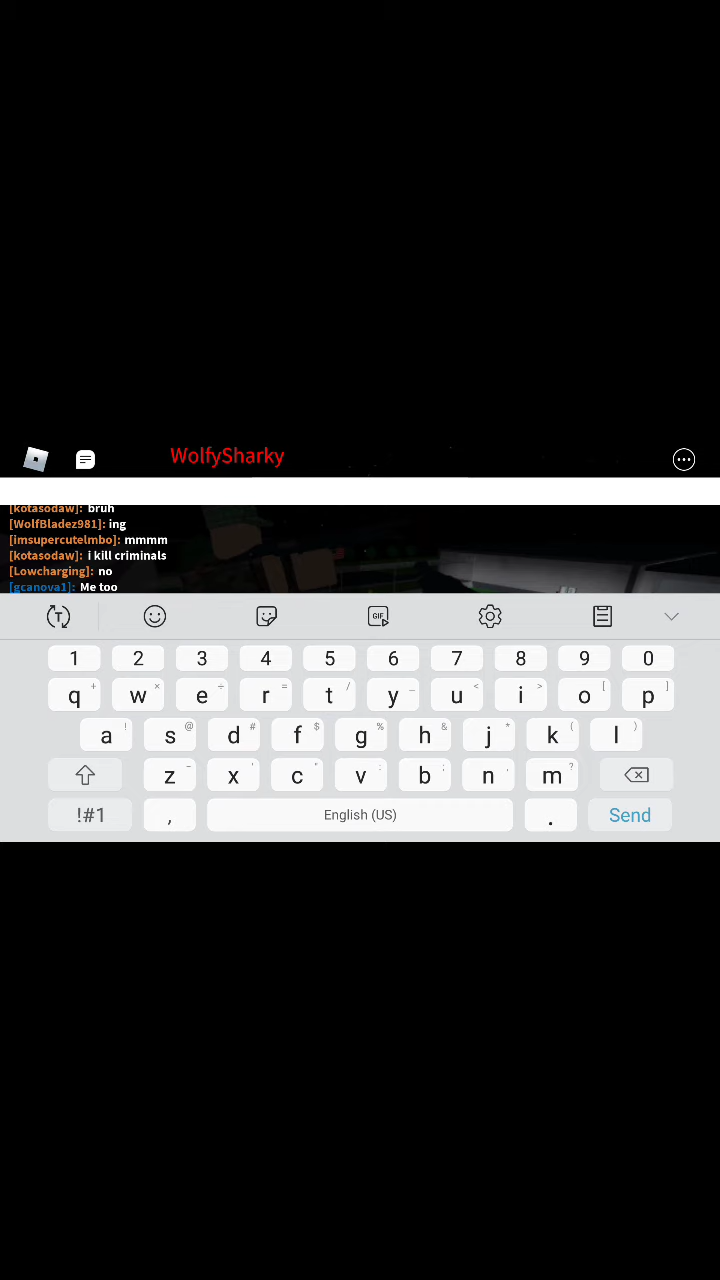 WolfySharky
[kotasodaw]: bruh
[WolfBladez981]: ing
[imsupercutelmbo]: mmmm
[kotasodaw]: i kill criminals
[Lowcharging]: no
[gcanova1]: Me too
T
GIF
1 2 3 4 5 6 7 8 9 0
q + w × e ÷ r = t / y _ u < i > o [ p ]
a ! s @ d # f $ g % h & j * k ( l )
z - x ' c " v : b ; n , m ?
!#1 , English (US) . Send